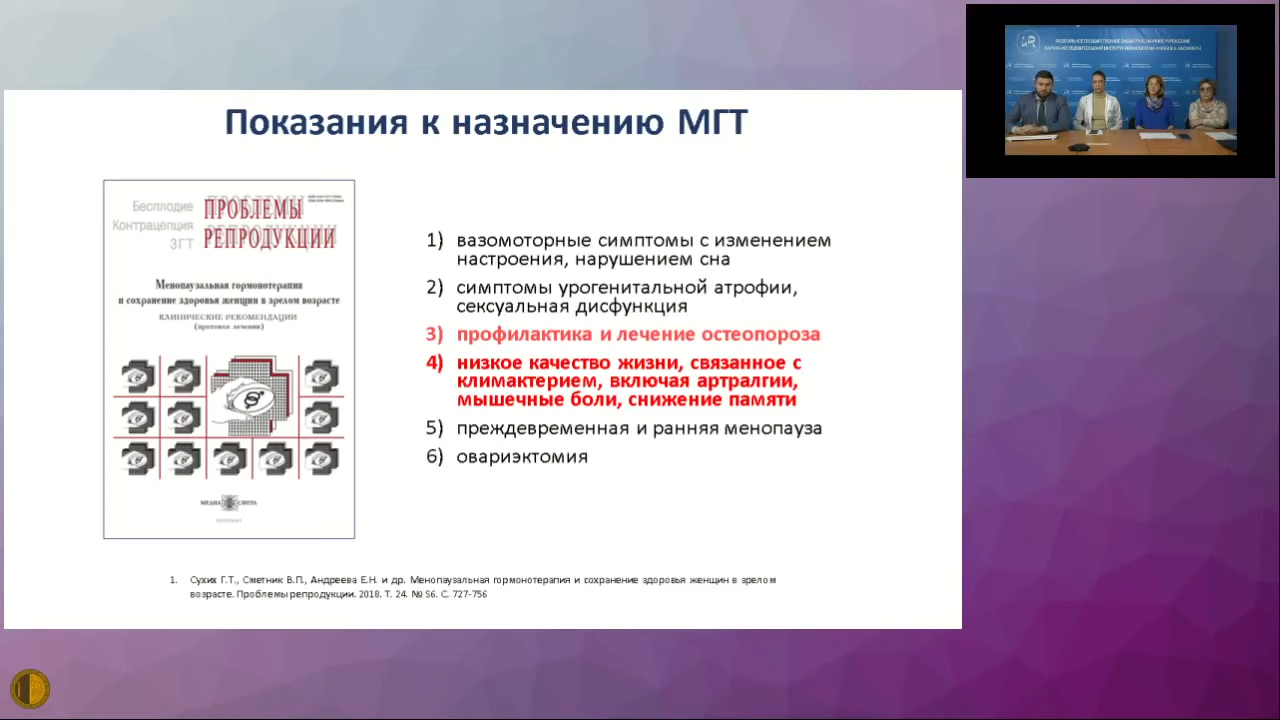 Показания к назначению МГТ
Бесплодие
Контрацепция
ЗГТ
ПРОБЛЕМЫ
РЕПРОДУКЦИИ
Менопаузальная гормонотерапия
и сохранение здоровья женщин в зрелом возрасте
КЛИНИЧЕСКИЕ РЕКОМЕНДАЦИИ
(протокол лечения)
МЕДИА СФЕРА
1) вазомоторные симптомы с изменением
настроения, нарушением сна
2) симптомы урогенитальной атрофии,
сексуальная дисфункция
3) профилактика и лечение остеопороза
4) низкое качество жизни, связанное с
климактерием, включая артралгии,
мышечные боли, снижение памяти
5) преждевременная и ранняя менопауза
6) овариэктомия
1. Сухих Г.Т., Сметник В.П., Андреева Е.Н. и др. Менопаузальная гормонотерапия и сохранение здоровья женщин в зрелом
возрасте. Проблемы репродукции. 2018. Т. 24. № S6. С. 727-756